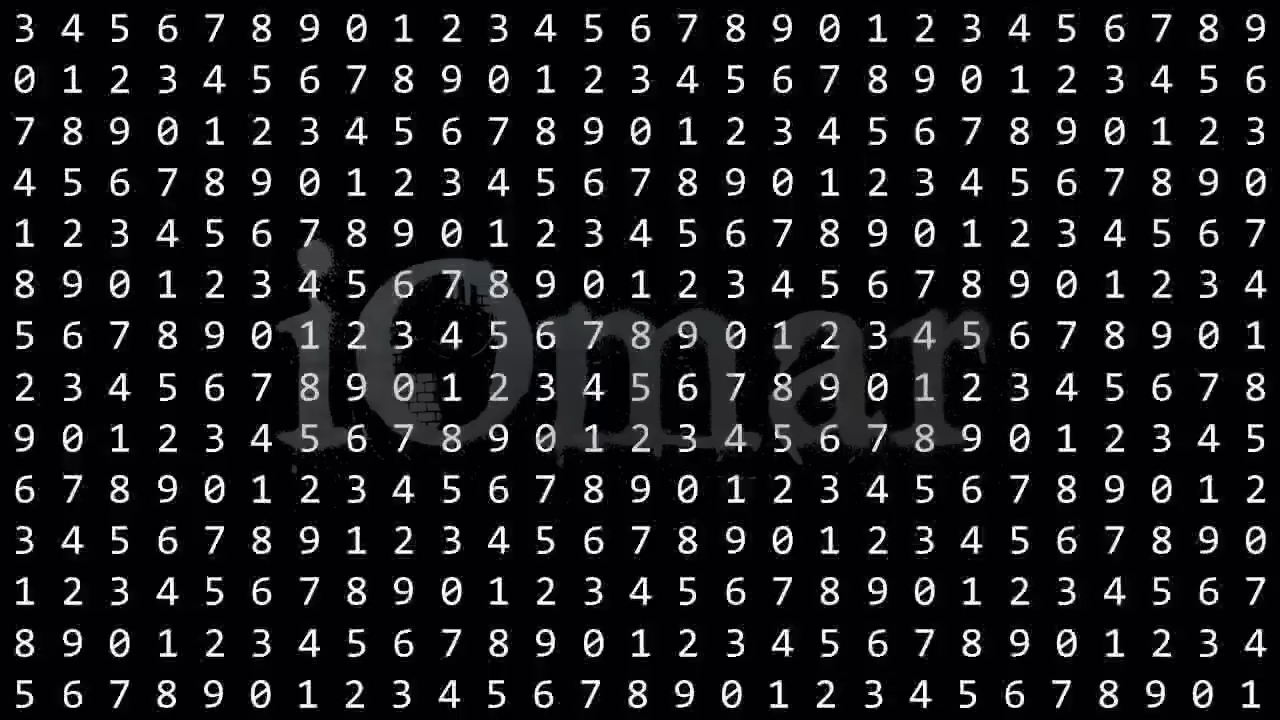 3 4 5 6 7 8 9 0 1 2 3 4 5 6 7 8 9 0 1 2 3 4 5 6 7 8 9
0 1 2 3 4 5 6 7 8 9 0 1 2 3 4 5 6 7 8 9 0 1 2 3 4 5 6
7 8 9 0 1 2 3 4 5 6 7 8 9 0 1 2 3 4 5 6 7 8 9 0 1 2 3
4 5 6 7 8 9 0 1 2 3 4 5 6 7 8 9 0 1 2 3 4 5 6 7 8 9 0
1 2 3 4 5 6 7 8 9 0 1 2 3 4 5 6 7 8 9 0 1 2 3 4 5 6 7
8 9 0 1 2 3 4 5 6 7 8 9 0 1 2 3 4 5 6 7 8 9 0 1 2 3 4
5 6 7 8 9 0 1 2 3 4 5 6 7 8 9 0 1 2 3 4 5 6 7 8 9 0 1
iOmar
2 3 4 5 6 7 8 9 0 1 2 3 4 5 6 7 8 9 0 1 2 3 4 5 6 7 8
9 0 1 2 3 4 5 6 7 8 9 0 1 2 3 4 5 6 7 8 9 0 1 2 3 4 5
6 7 8 9 0 1 2 3 4 5 6 7 8 9 0 1 2 3 4 5 6 7 8 9 0 1 2
3 4 5 6 7 8 9 1 2 3 4 5 6 7 8 9 0 1 2 3 4 5 6 7 8 9 0
1 2 3 4 5 6 7 8 9 0 1 2 3 4 5 6 7 8 9 0 1 2 3 4 5 6 7
8 9 0 1 2 3 4 5 6 7 8 9 0 1 2 3 4 5 6 7 8 9 0 1 2 3 4
5 6 7 8 9 0 1 2 3 4 5 6 7 8 9 0 1 2 3 4 5 6 7 8 9 0 1